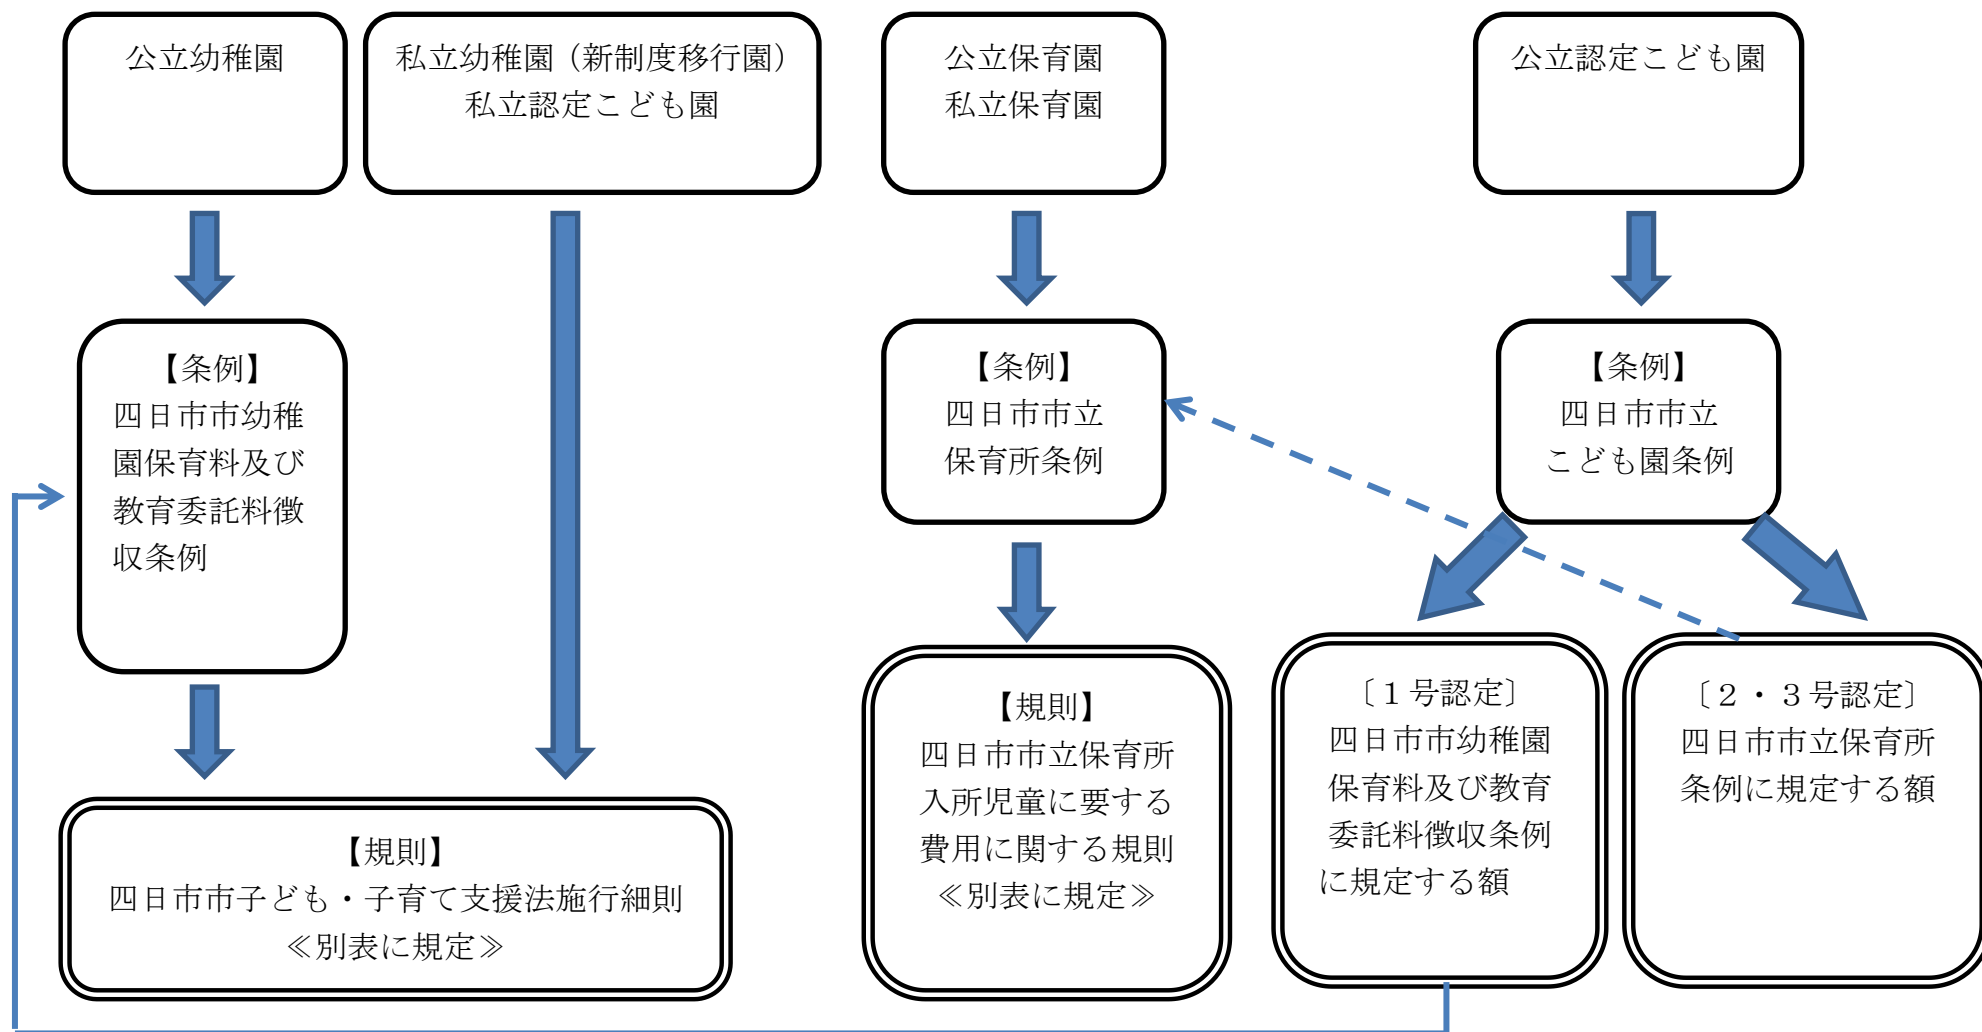 公立幼稚園
私立幼稚園（新制度移行園）
私立認定こども園
公立保育園
私立保育園
公立認定こども園
【条例】
四日市市幼稚
園保育料及び
教育委託料徴
収条例
【条例】
四日市市立
保育所条例
【条例】
四日市市立
こども園条例
【規則】
四日市市子ども・子育て支援法施行細則
≪別表に規定≫
【規則】
四日市市立保育所
入所児童に要する
費用に関する規則
≪別表に規定≫
〔１号認定〕
四日市市幼稚園
保育料及び教育
委託料徴収条例
に規定する額
〔２・３号認定〕
四日市市立保育所
条例に規定する額